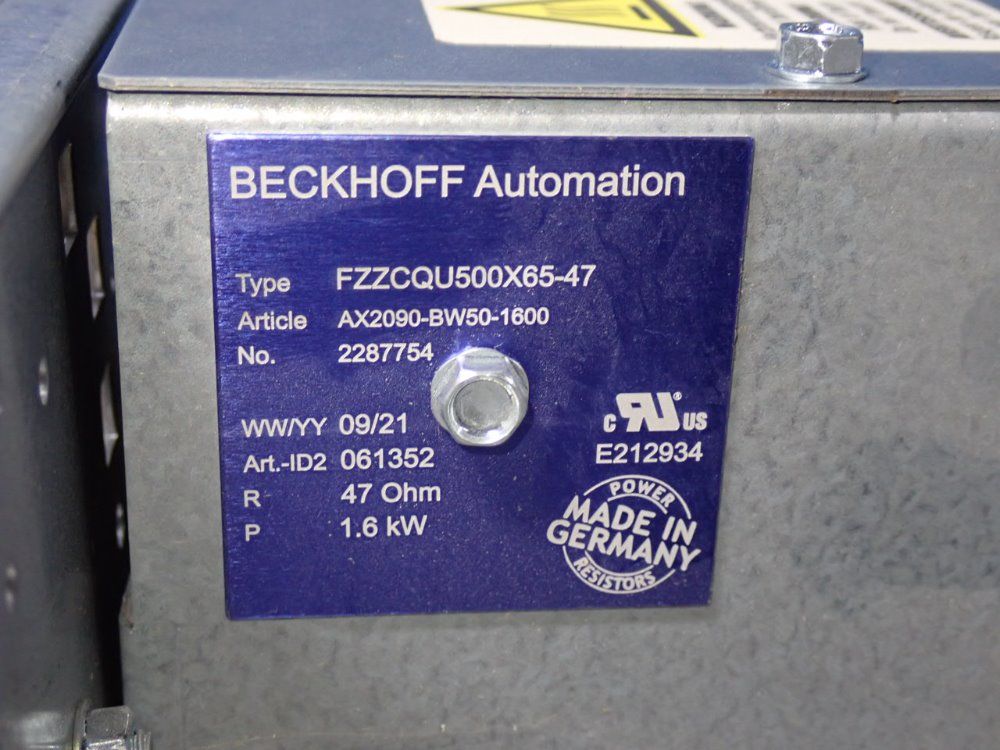 BECKHOFF Automation
Type FZZCQU500X65-47
Article AX2090-BW50-1600
No. 2287754
WW/YY 09/21
Art.-ID2 061352
R 47 Ohm
P 1.6 kW
c RU® US
E212934
POWER
MADE IN
GERMANY
RESISTORS